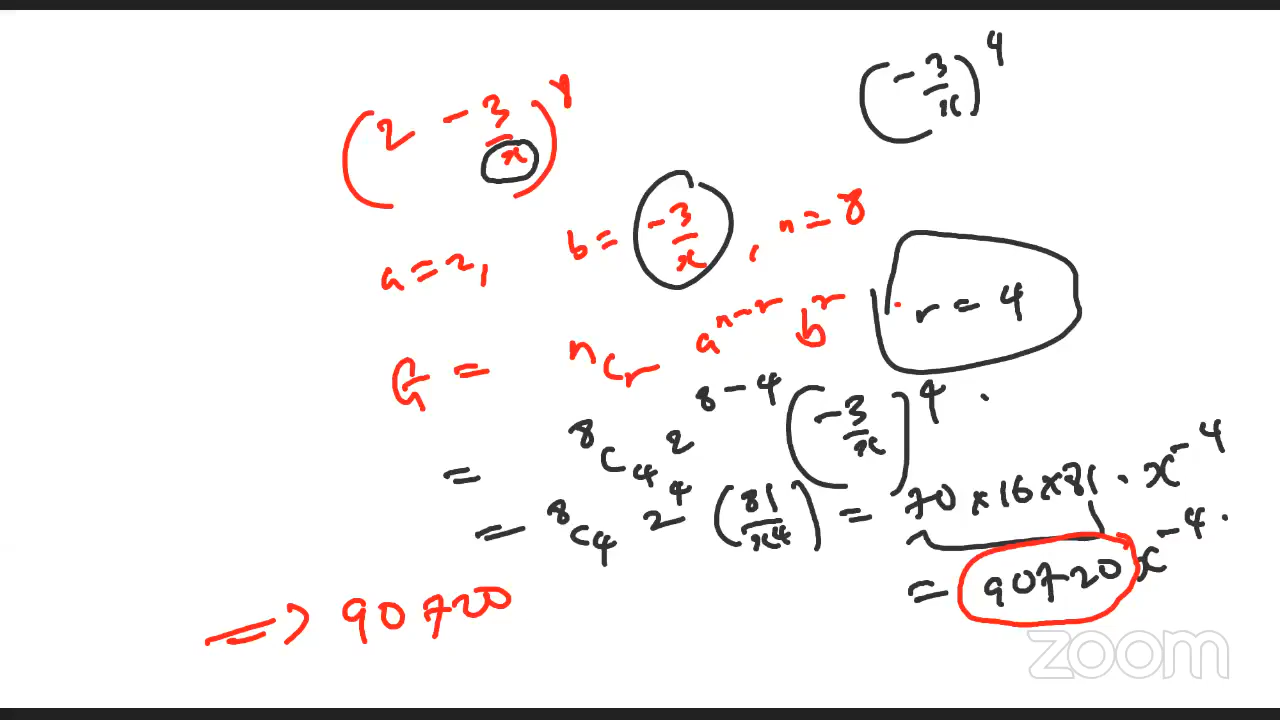 (2 - 3/x)^8
(-3/x)^4
a = 2, b = -3/x, n = 8
G = nCr a^(n-r) b^r r = 4
= 8C4 2^(8-4) (-3/x)^4 .
= 8C4 2^4 (81/x^4) = 70 × 16 × 81 . x^-4
= 90720 x^-4 .
=> 90720
zoom